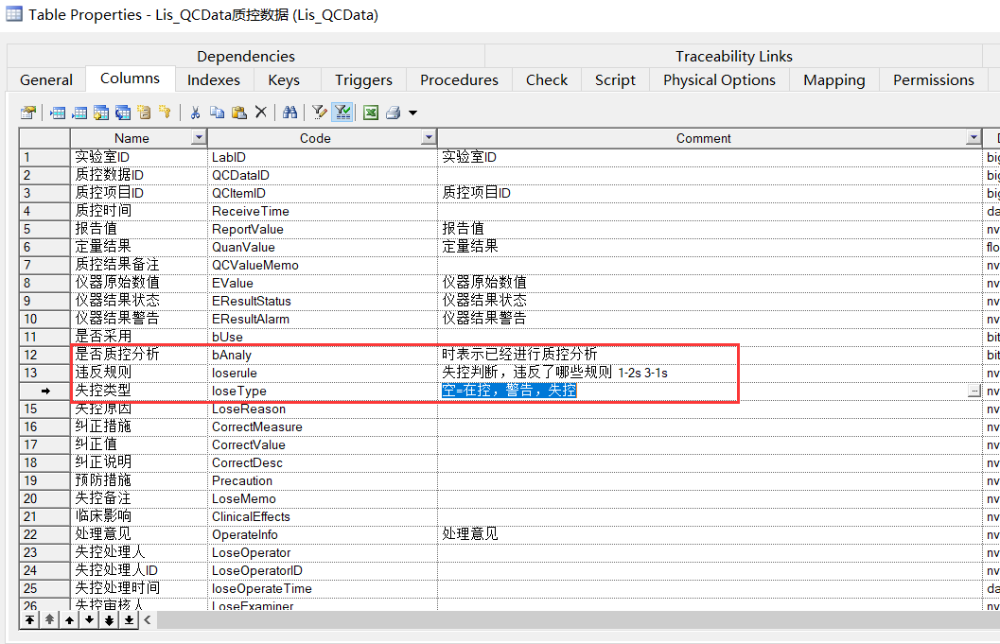 Table Properties - Lis_QCData质控数据 (Lis_QCData)
Dependencies Traceability Links
General Columns Indexes Keys Triggers Procedures Check Script Physical Options Mapping Permissions
Name Code Comment
1 实验室ID LabID 实验室ID big
2 质控数据ID QCDataID big
3 质控项目ID QCItemID 质控项目ID big
4 质控时间 ReceiveTime da
5 报告值 ReportValue 报告值 nv
6 定量结果 QuanValue 定量结果 flo
7 质控结果备注 QCValueMemo nv
8 仪器原始数值 EValue 仪器原始数值 nv
9 仪器结果状态 EResultStatus 仪器结果状态 nv
10 仪器结果警告 EResultAlarm 仪器结果警告 nv
11 是否采用 bUse bit
12 是否质控分析 bAnaly 时表示已经进行质控分析 bit
13 违反规则 loserule 失控判断，违反了哪些规则 1-2s 3-1s nv
失控类型 loseType 空=在控，警告，失控 ... nv
15 失控原因 LoseReason nv
16 纠正措施 CorrectMeasure nv
17 纠正值 CorrectValue nv
18 纠正说明 CorrectDesc nv
19 预防措施 Precaution nv
20 失控备注 LoseMemo nv
21 临床影响 ClinicalEffects nv
22 处理意见 OperateInfo 处理意见 nv
23 失控处理人 LoseOperator nv
24 失控处理人ID LoseOperatorID nv
25 失控处理时间 loseOperateTime da
26 失控审核人 LoseExaminer nv